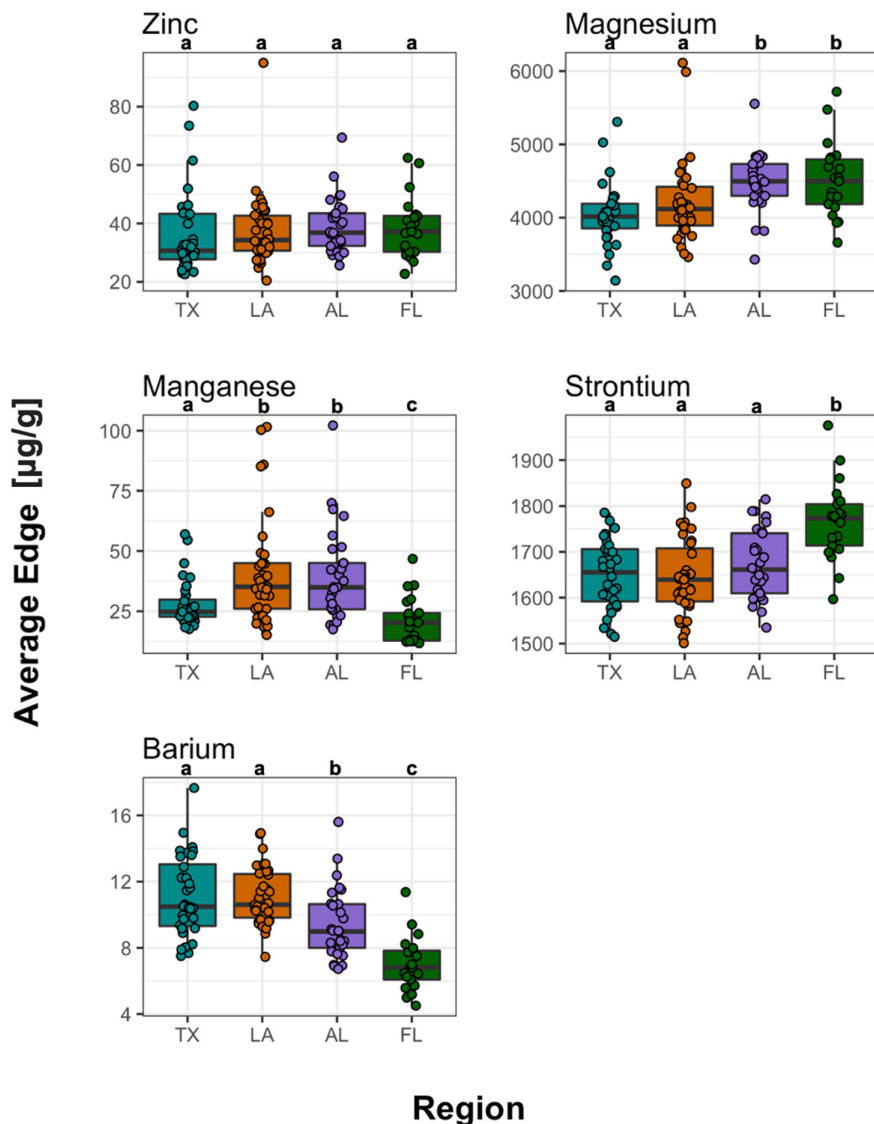 Zinc
a a a a
80
60
40
20
TX LA AL FL
Magnesium
a a b b
6000
5000
4000
3000
TX LA AL FL
Manganese
a b b c
100
75
50
25
TX LA AL FL
Strontium
a a a b
1900
1800
1700
1600
1500
TX LA AL FL
Barium
a a b c
16
12
8
4
TX LA AL FL
Average Edge [µg/g]
Region